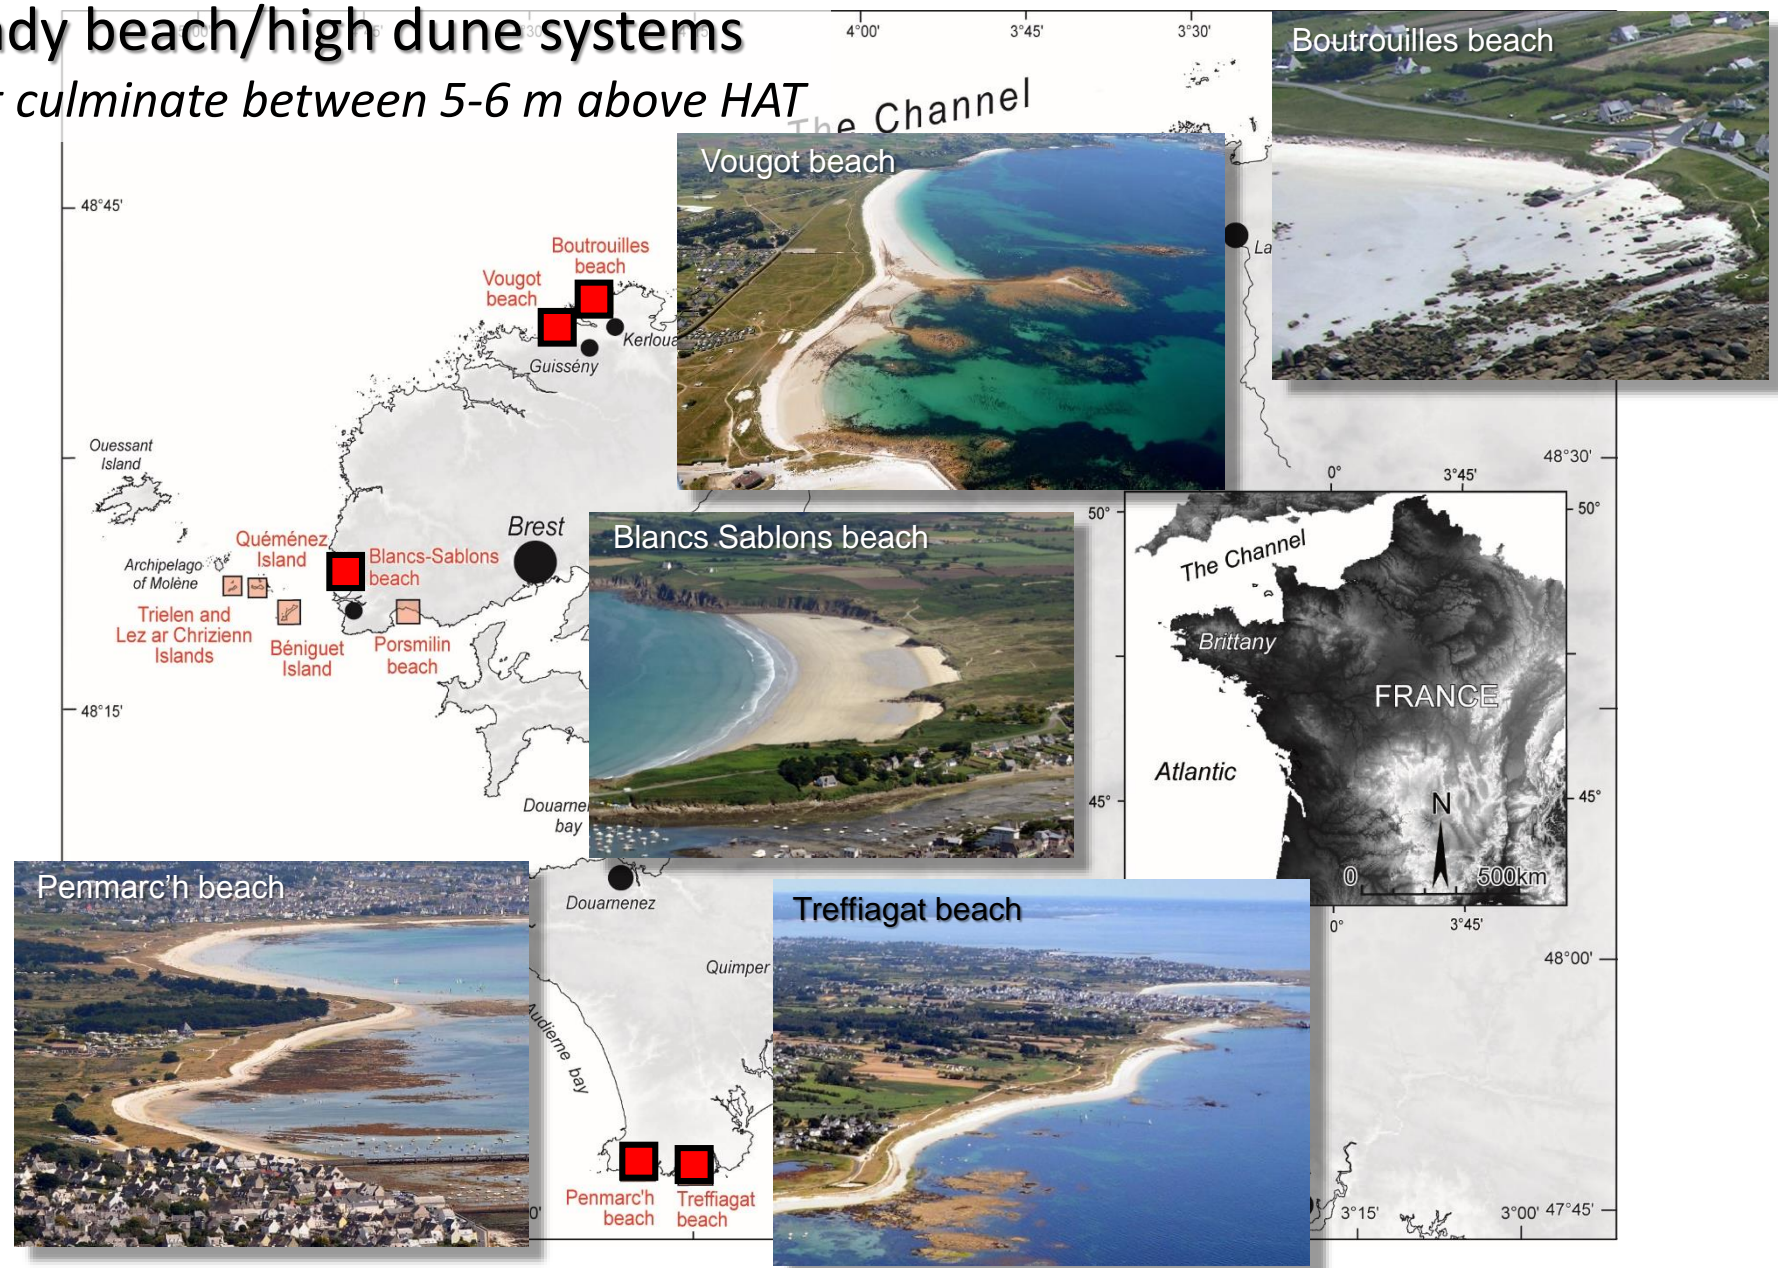 dy beach/high dune systems
culminate between 5-6 m above HAT
4°00'
3°45'
3°30'
The Channel
Boutrouilles beach
Vougot beach
48°45'
Boutrouilles
beach
Vougot
beach
Guissény
48°30'
Ouessant
Island
Brest
Quéménez
Island
Archipelago
of Molène
Blancs-Sablons
beach
Trielen and
Lez ar Chrizienn
Islands
Béniguet
Island
Porsmilin
beach
Blancs Sablons beach
0°
3°45'
50°
50°
The Channel
Brittany
FRANCE
Atlantic
N
45°
45°
0
500km
0°
3°45'
48°15'
bay
Douarnenez
Penmarc'h beach
Treffiagat beach
Quimper
48°00'
Audierne bay
Penmarc'h
beach
Treffiagat
beach
0'
3°15'
3°00'
47°45'